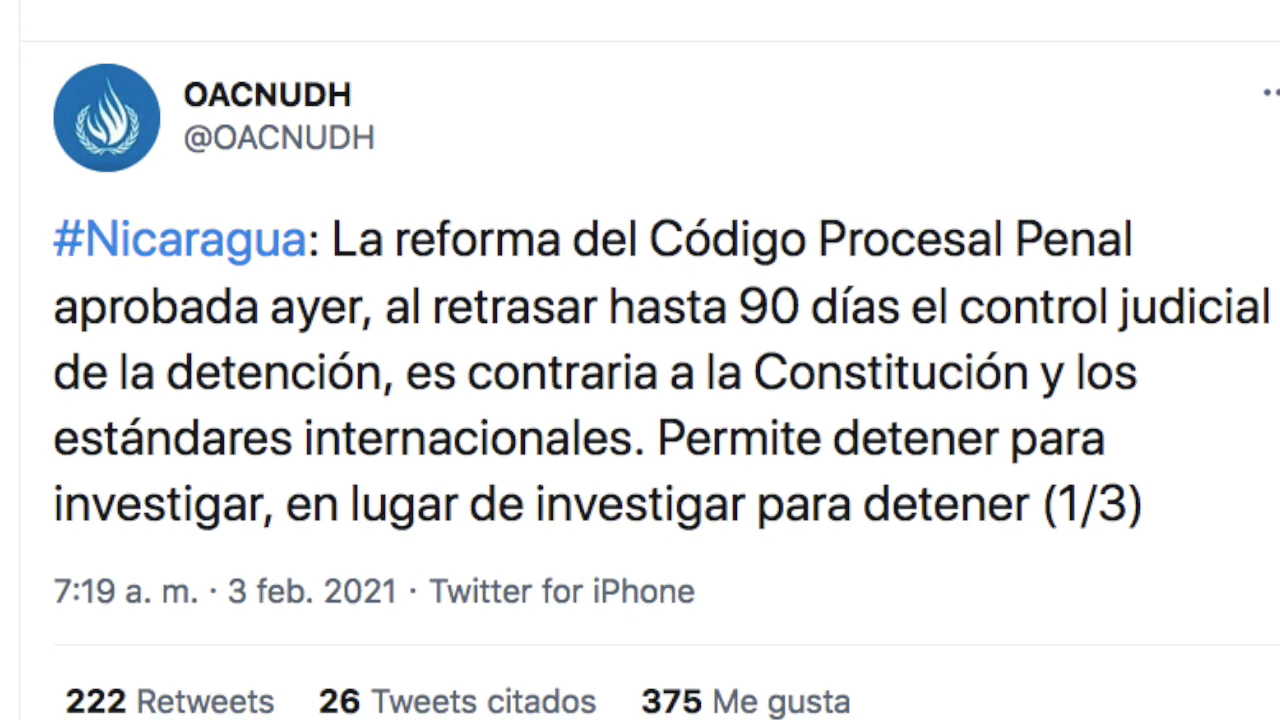 OACNUDH
@OACNUDH
#Nicaragua: La reforma del Código Procesal Penal
aprobada ayer, al retrasar hasta 90 días el control judicial
de la detención, es contraria a la Constitución y los
estándares internacionales. Permite detener para
investigar, en lugar de investigar para detener (1/3)
7:19 a. m. · 3 feb. 2021 · Twitter for iPhone
222 Retweets 26 Tweets citados 375 Me gusta